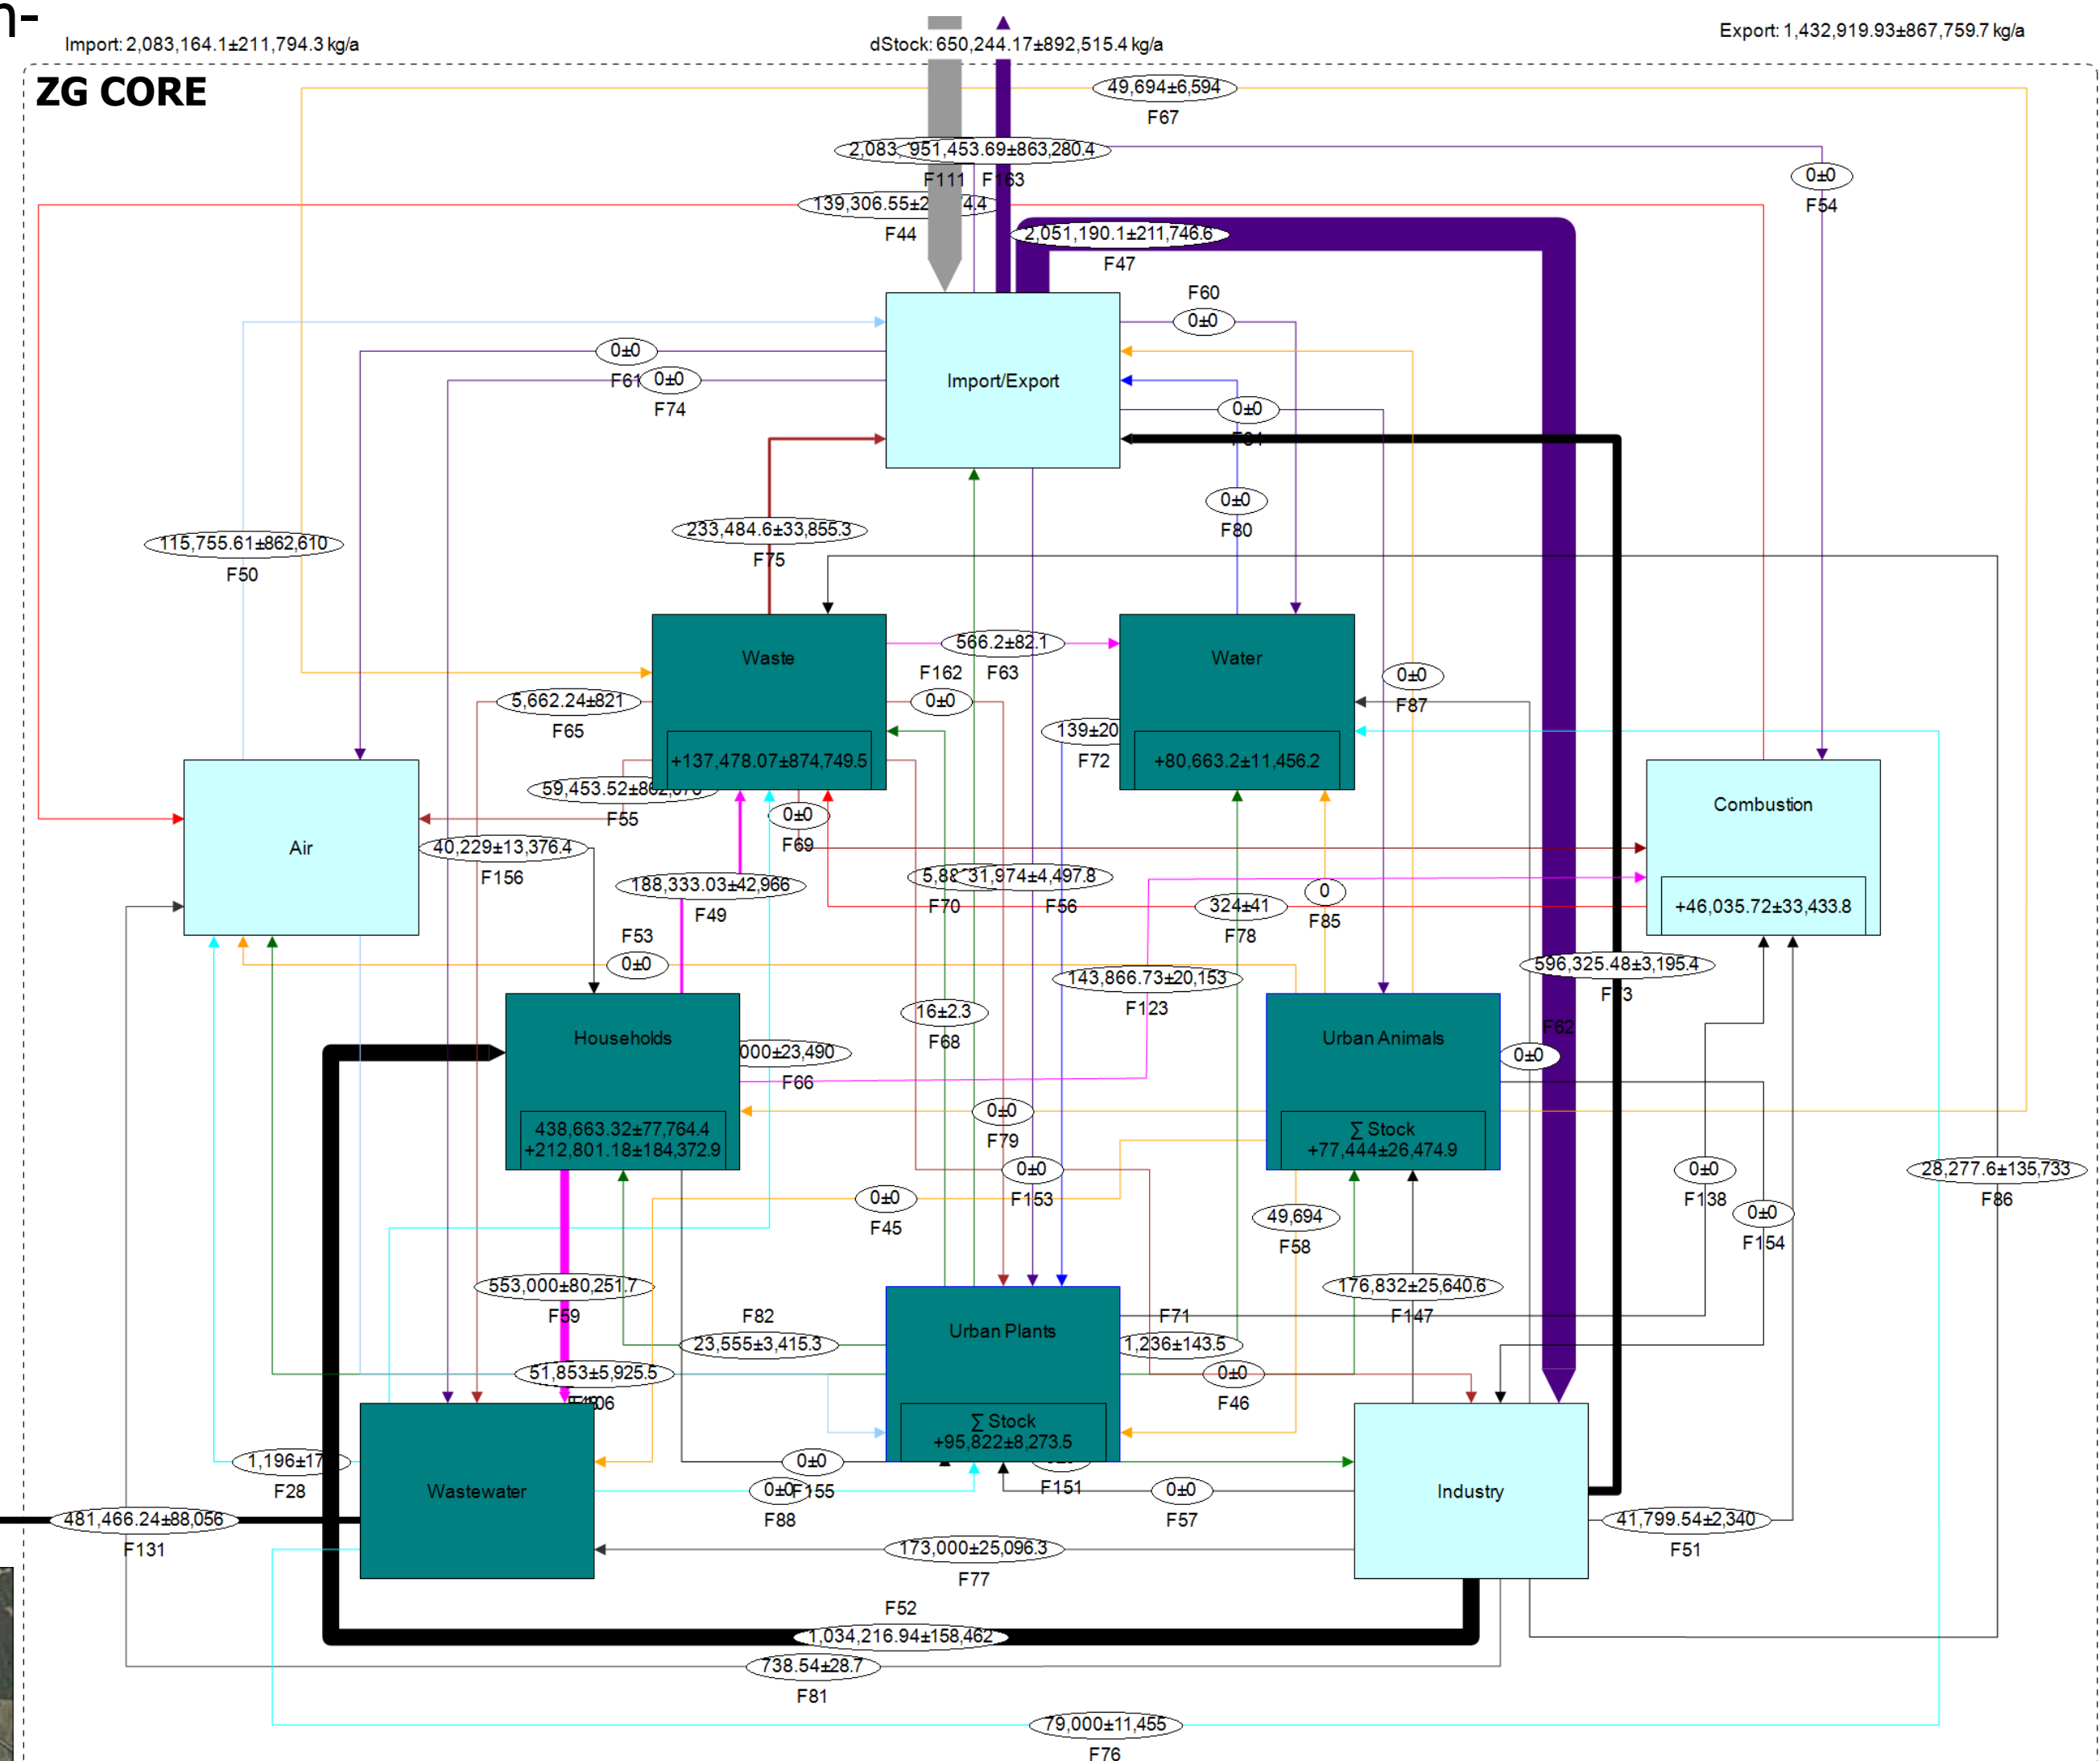 n-
Import: 2,083,164.1±211,794.3 kg/a
dStock: 650,244.17±892,515.4 kg/a
Export: 1,432,919.93±867,759.7 kg/a
ZG CORE
49,694±6,594
F67
951,453.69±863,280.4
F111
F163
0±0
F54
F44
2,051,190.1±211,746.6
F47
F60
0±0
0±0
F61
0±0
F74
Import/Export
0±0
0±0
F80
233,484.6±33,855.3
F75
115,755.61±862,610
F50
Waste
566.2±82.1
F63
Water
F162
0±0
0±0
F87
5,662.24±821
F65
139±20
F72
+137,478.07±874,749.5
+80,663.2±11,456.2
F55
0±0
F69
Combustion
Air
40,229±13,376.4
F156
188,333.03±42,966
F49
F70
31,974±4,497.8
F56
324±41
F78
0
F85
+46,035.72±33,433.8
F53
0±0
143,866.73±20,153
F123
596,325.48±3,195.4
F73
16±2.3
F68
Households
000±23,490
F66
Urban Animals
F62
0±0
438,663.32±77,764.4
+212,801.18±184,372.9
0±0
F79
∑ Stock
+77,444±26,474.9
0±0
F153
0±0
F45
49,694
F58
0±0
F138
0±0
F154
28,277.6±135,733
F86
553,000±80,251.7
F59
176,832±25,640.6
F147
F82
23,555±3,415.3
Urban Plants
F71
1,236±143.5
51,853±5,925.5
0±0
F46
∑ Stock
+95,822±8,273.5
F28
0±0
F155
F151
Wastewater
0±0
F88
0±0
F57
Industry
481,466.24±88,056
F131
41,799.54±2,340
F51
173,000±25,096.3
F77
F52
1,034,216.94±158,462
738.54±28.7
F81
79,000±11,455
F76